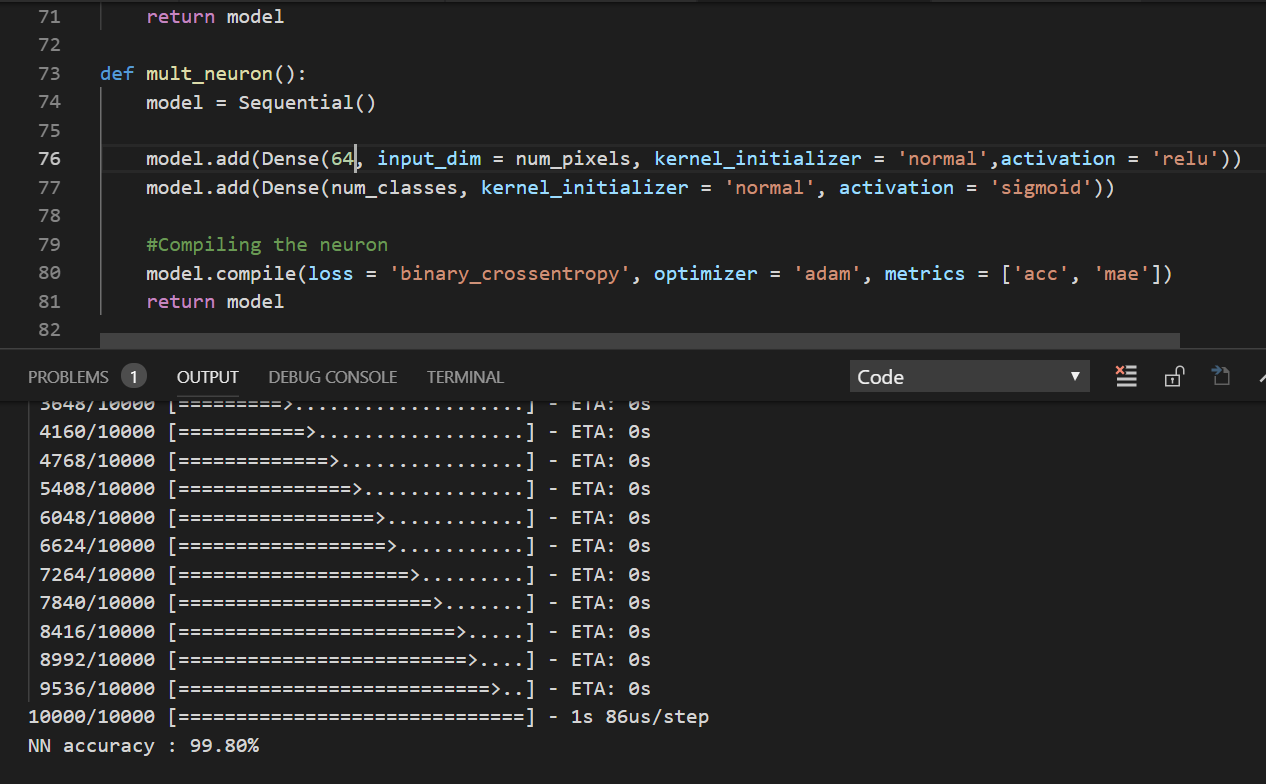 71 return model
72
73 def mult_neuron():
74 model = Sequential()
75
76 model.add(Dense(64, input_dim = num_pixels, kernel_initializer = 'normal',activation = 'relu'))
77 model.add(Dense(num_classes, kernel_initializer = 'normal', activation = 'sigmoid'))
78
79 #Compiling the neuron
80 model.compile(loss = 'binary_crossentropy', optimizer = 'adam', metrics = ['acc', 'mae'])
81 return model
82
PROBLEMS 1 OUTPUT DEBUG CONSOLE TERMINAL Code
3648/10000 [=========>....................] - ETA: 0s
4160/10000 [===========>..................] - ETA: 0s
4768/10000 [=============>................] - ETA: 0s
5408/10000 [===============>..............] - ETA: 0s
6048/10000 [=================>............] - ETA: 0s
6624/10000 [==================>...........] - ETA: 0s
7264/10000 [====================>.........] - ETA: 0s
7840/10000 [======================>.......] - ETA: 0s
8416/10000 [========================>.....] - ETA: 0s
8992/10000 [=========================>....] - ETA: 0s
9536/10000 [===========================>..] - ETA: 0s
10000/10000 [==============================] - 1s 86us/step
NN accuracy : 99.80%